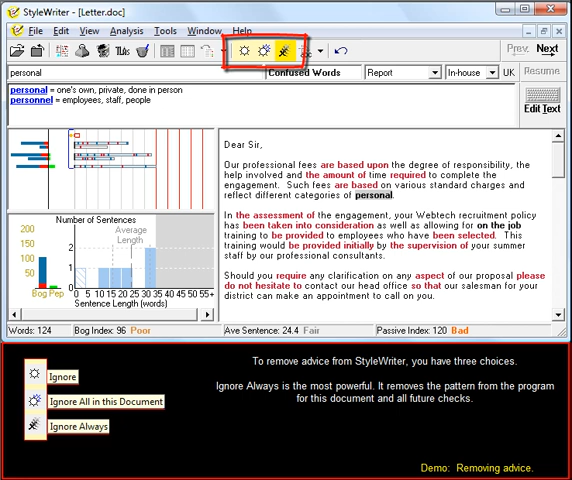 StyleWriter - [Letter.doc]
File Edit View Analysis Tools Window Help
Prev. Next
personal Confused Words Report In-house UK Resume
personal = one's own, private, done in person
personnel = employees, staff, people
Edit Text
Dear Sir,
Our professional fees are based upon the degree of responsibility, the
help involved and the amount of time required to complete the
engagement. Such fees are based on various standard charges and
reflect different categories of personal.
In the assessment of the engagement, your Webtech recruitment policy
has been taken into consideration as well as allowing for on the job
training to be provided to employees who have been selected. This
training would be provided initially by the supervision of your summer
staff by our professional consultants.
Should you require any clarification on any aspect of our proposal please
do not hesitate to contact our head office so that our salesman for your
district can make an appointment to call on you.
Number of Sentences
Average
Length
200
150
100
50
2
1
0
Bog Pep
0 5 10 15 20 25 30 35 40 45 50 55+
Sentence Length (words)
Words: 124 Bog Index: 96 Poor Ave Sentence: 24.4 Fair Passive Index: 120 Bad
Ignore
Ignore All in this Document
Ignore Always
To remove advice from StyleWriter, you have three choices.
Ignore Always is the most powerful. It removes the pattern from the program
for this document and all future checks.
Demo: Removing advice.